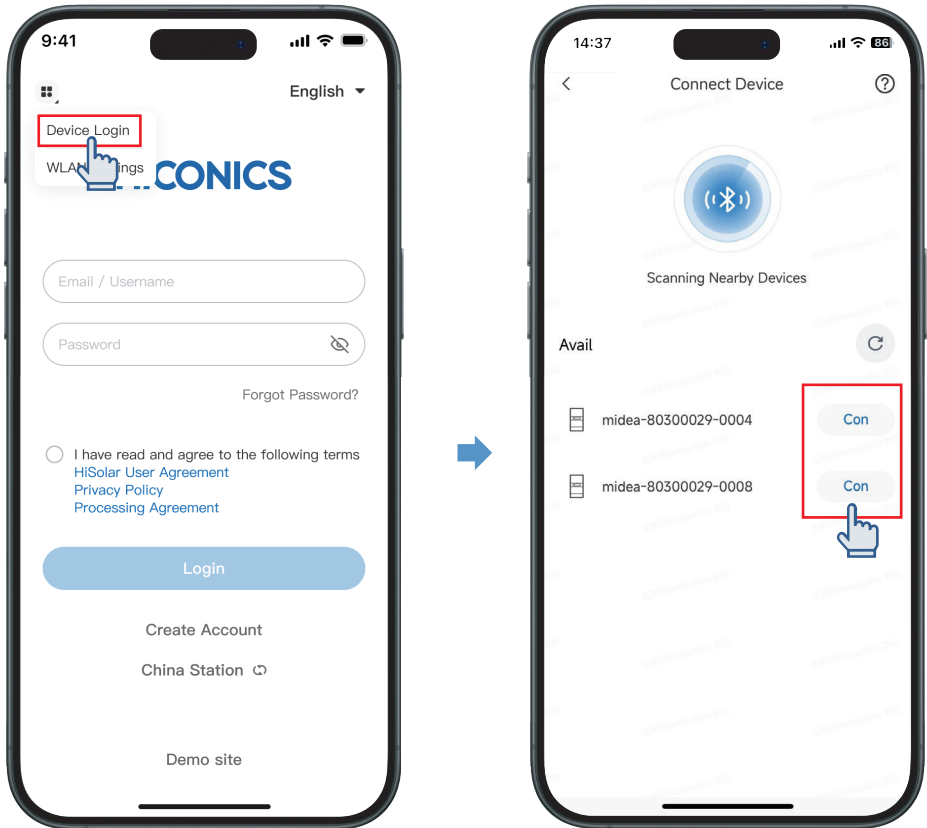 9:41
English
Device Login
WLAN ings
CONICS
Email / Username
Password
Forgot Password?
I have read and agree to the following terms
HiSolar User Agreement
Privacy Policy
Processing Agreement
Login
Create Account
China Station
Demo site
14:37
86
Connect Device
Scanning Nearby Devices
Avail
midea-80300029-0004
Con
midea-80300029-0008
Con